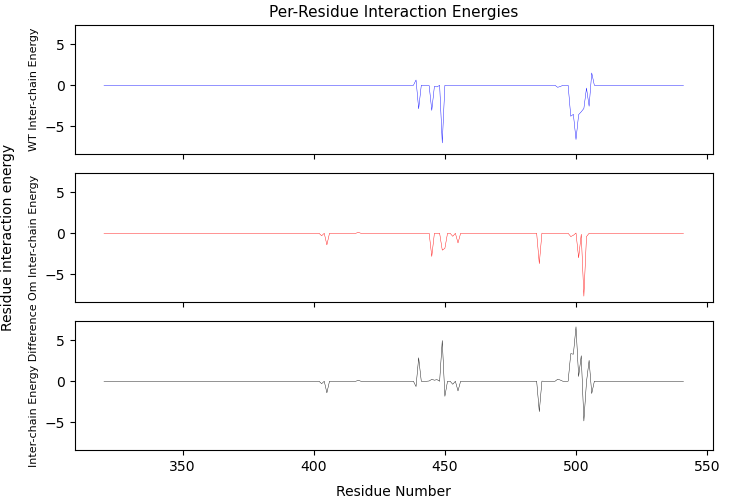 Per-Residue Interaction Energies
Residue interaction energy
WT Inter-chain Energy
5
0
−5
Om Inter-chain Energy
5
0
−5
Inter-chain Energy Difference
5
0
−5
350
400
450
500
550
Residue Number